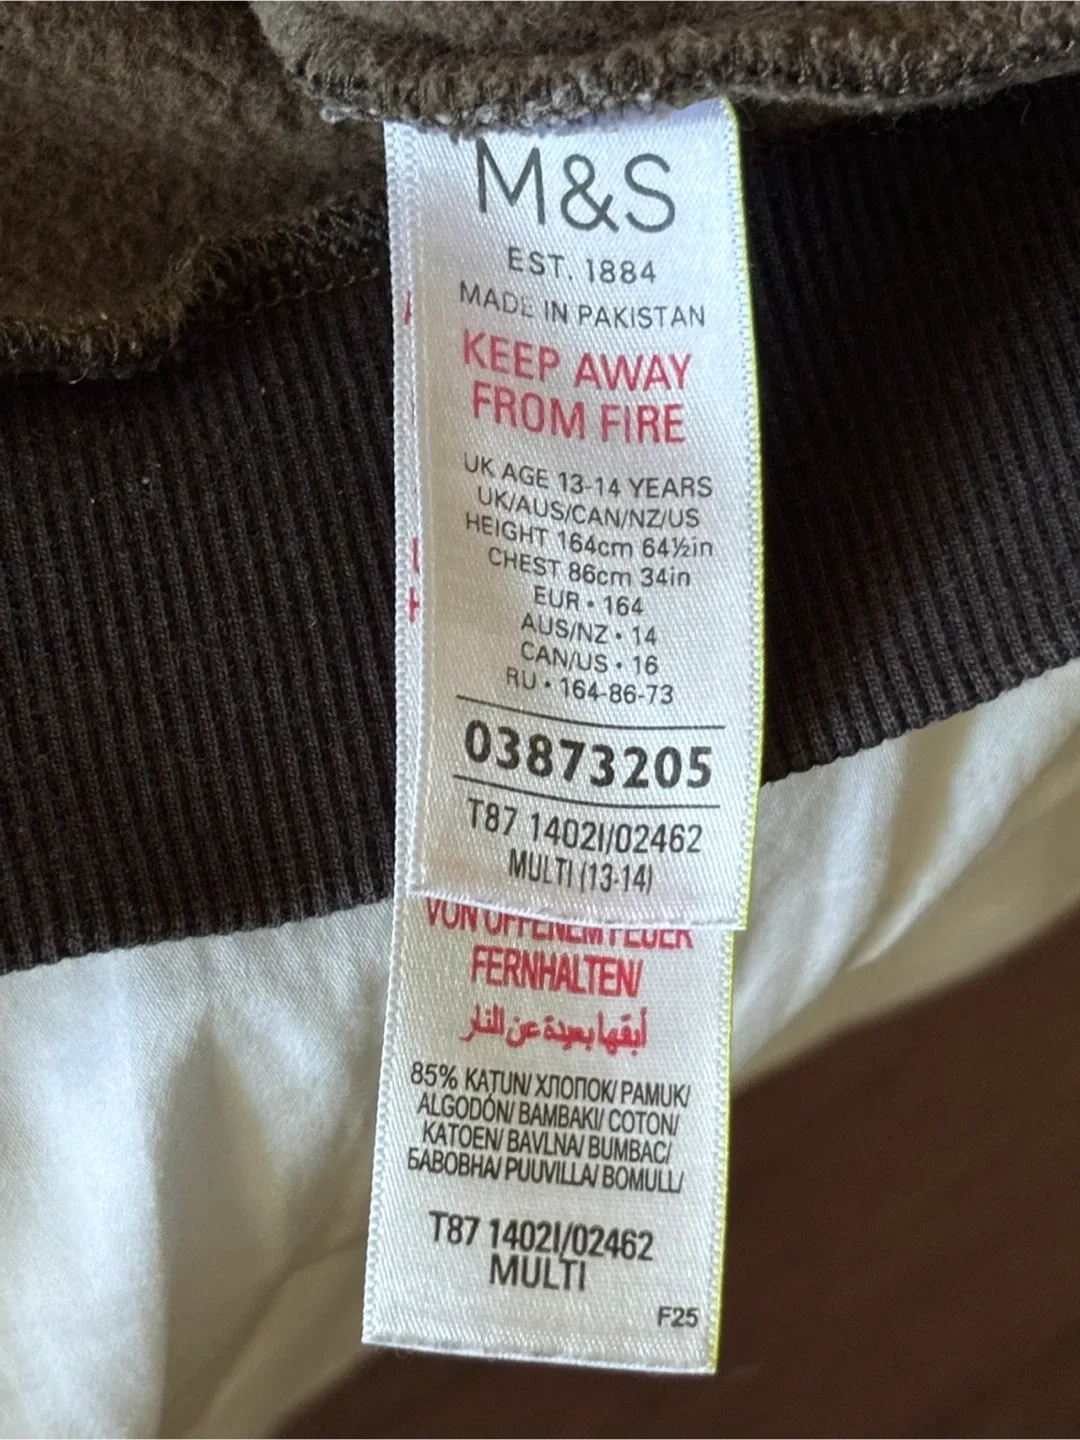 M&S
EST. 1884
MADE IN PAKISTAN
KEEP AWAY
FROM FIRE
UK AGE 13-14 YEARS
UK/AUS/CAN/NZ/US
HEIGHT 164cm 64½in
CHEST 86cm 34in
EUR • 164
AUS/NZ • 14
CAN/US • 16
RU • 164-86-73
03873205
T87 1402I/02462
MULTI (13-14)
VON OFFENEM FEUER
FERNHALTEN/
أبقها بعيدة عن النار
85% KATUN/ ХЛОПОК/ PAMUK/
ALGODÓN/ BAMBAKI/ COTON/
KATOEN/ BAVLNA/ BUMBAC/
БАВОВНА/ PUUVILLA/ BOMULL/
T87 1402I/02462
MULTI
F25